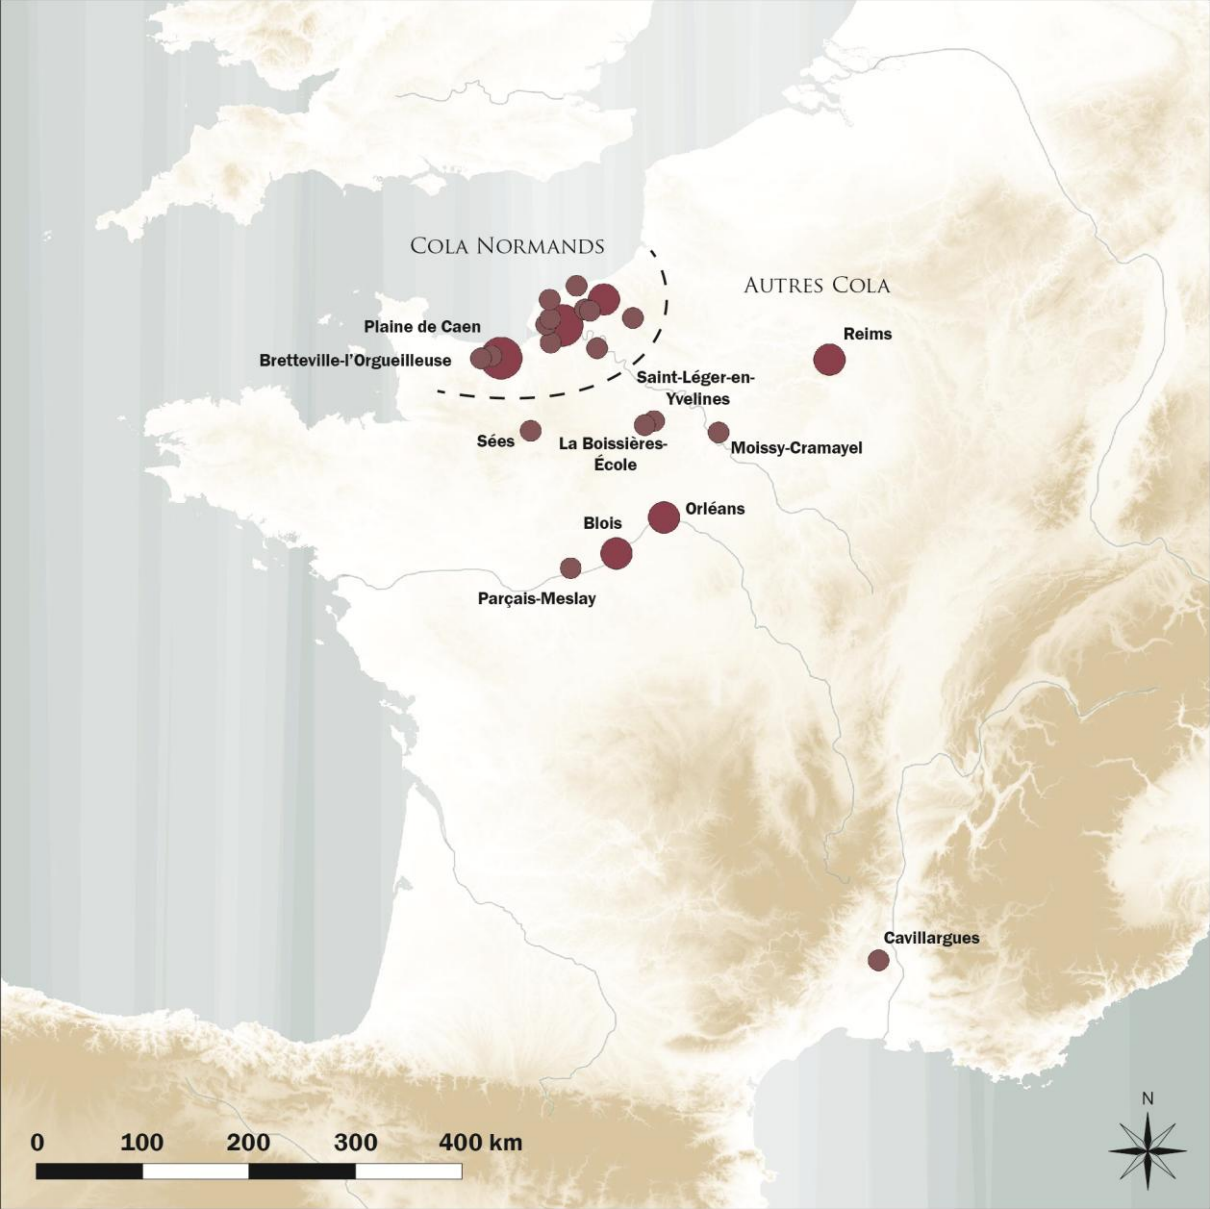 COLA NORMANDS
AUTRES COLA
Plaine de Caen
Reims
Bretteville-l'Orgueilleuse
Saint-Léger-en-
Yvelines
Sées
La Boissières-
École
Moissy-Cramayel
Orléans
Blois
Parçais-Meslay
Cavillargues
N
0 100 200 300 400 km